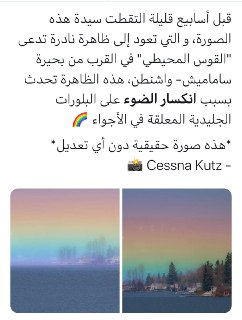 قبل أسابيع قليلة التقطت سيدة هذه
الصورة، و التي تعود إلى ظاهرة نادرة تدعى
"القوس المحيطي" في القرب من بحيرة
ساماميش- واشنطن، هذه الظاهرة تحدث
بسبب انكسار الضوء على البلورات
الجليدية المعلقة في الأجواء 🌈
*هذه صورة حقيقية دون أي تعديل*
📸 Cessna Kutz -